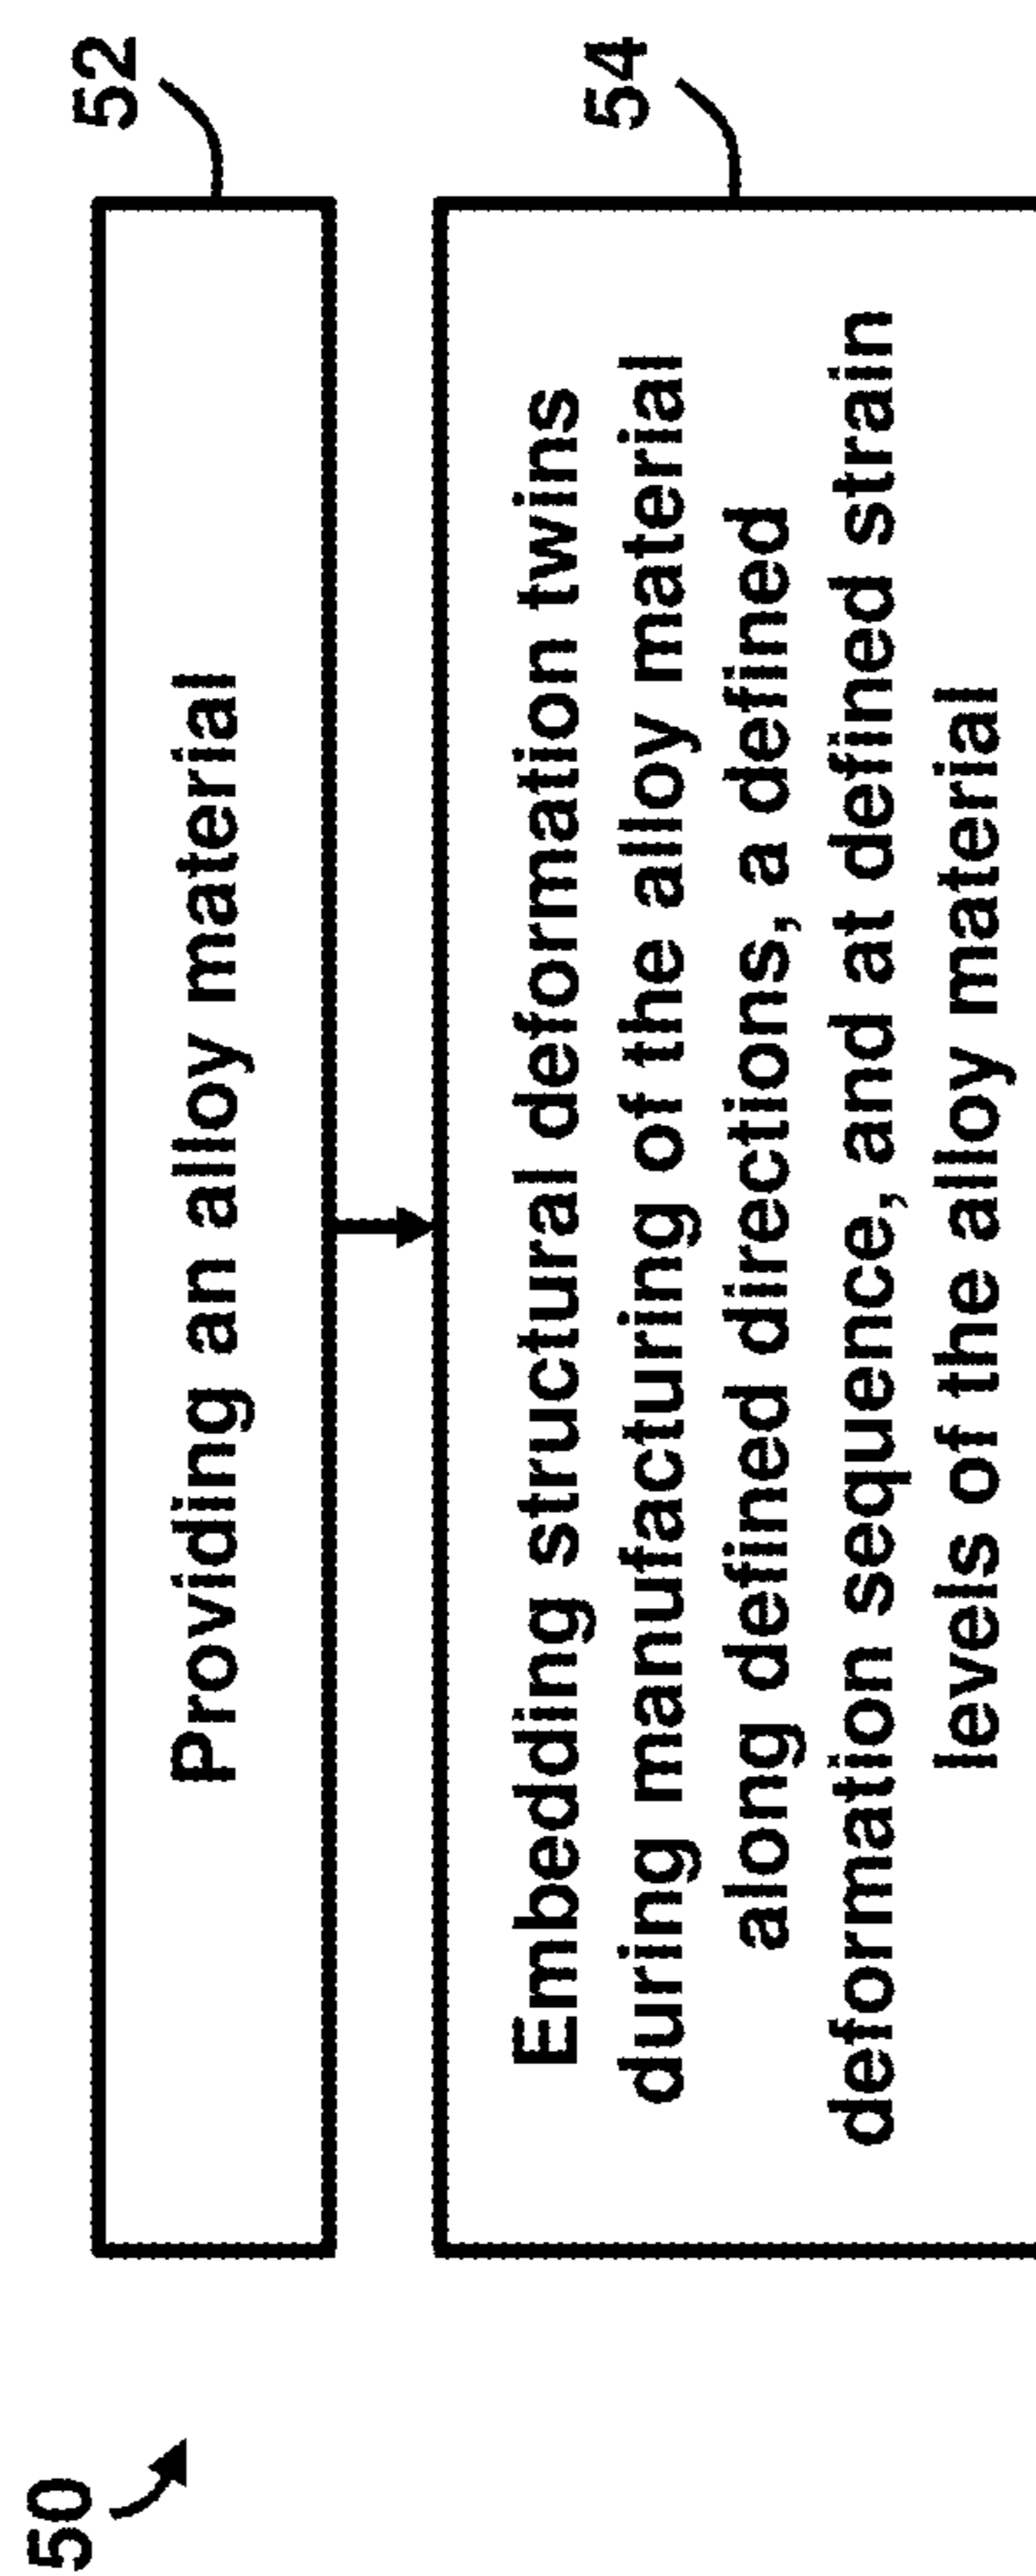 50
52
Providing an alloy material
54
Embedding structural deformation twins
during manufacturing of the alloy material
along defined directions, a defined
deformation sequence, and at defined strain
levels of the alloy material